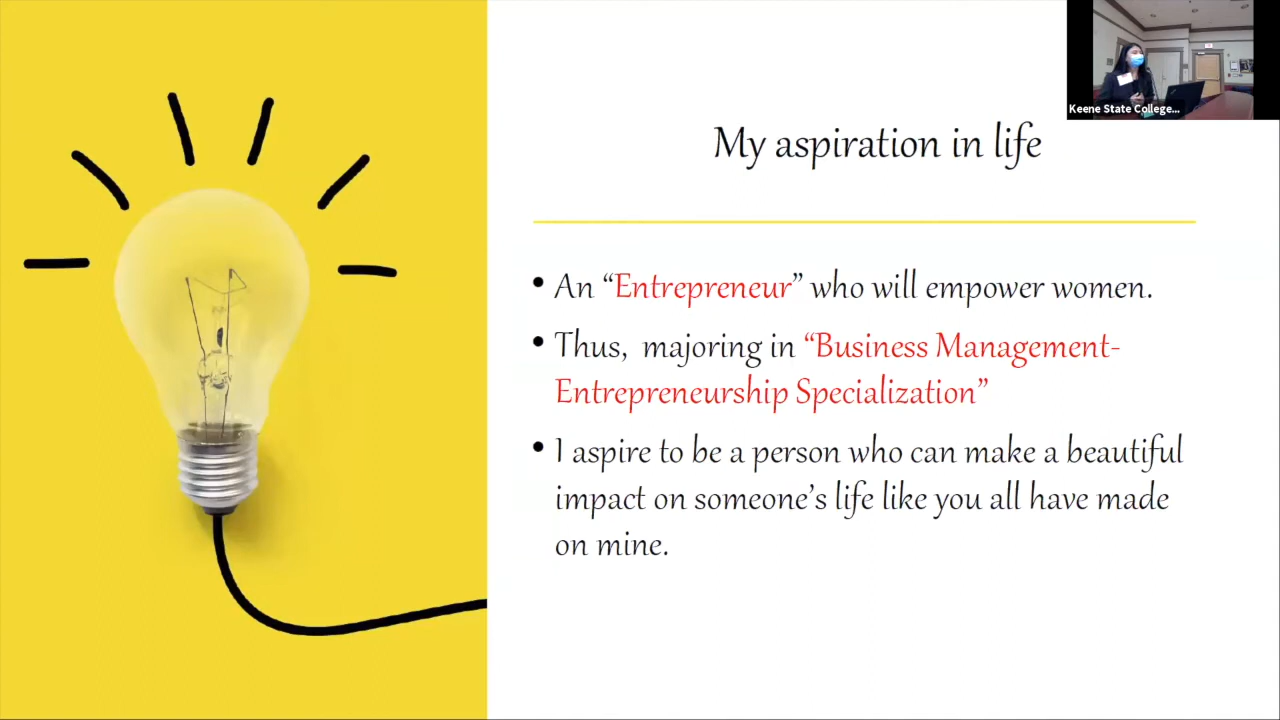 Keene State College...
My aspiration in life
• An “Entrepreneur” who will empower women.
• Thus, majoring in “Business Management-
Entrepreneurship Specialization”
• I aspire to be a person who can make a beautiful
impact on someone’s life like you all have made
on mine.